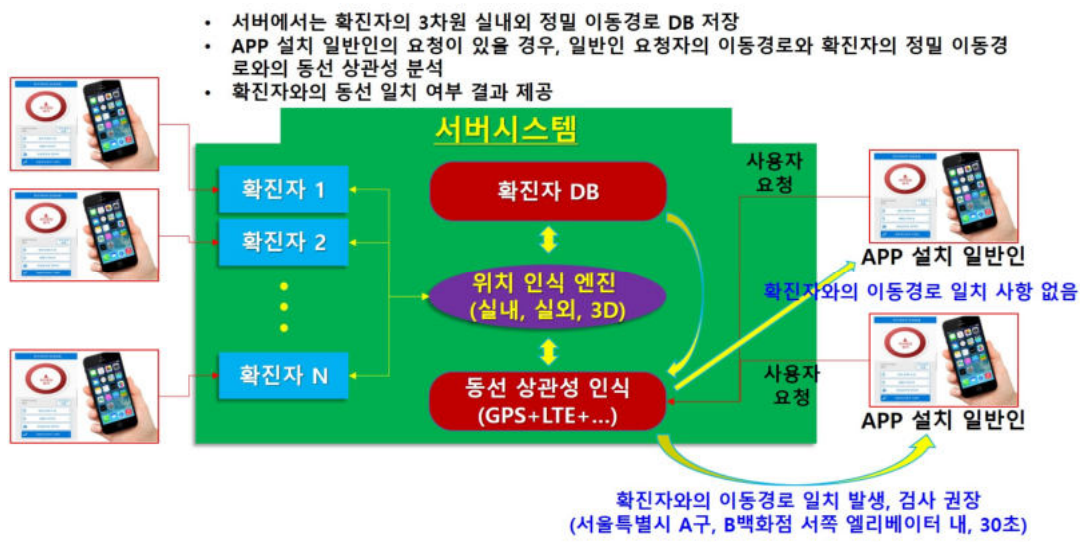 • 서버에서는 확진자의 3차원 실내외 정밀 이동경로 DB 저장
• APP 설치 일반인의 요청이 있을 경우, 일반인 요청자의 이동경로와 확진자의 정밀 이동경
로와의 동선 상관성 분석
• 확진자와의 동선 일치 여부 결과 제공
서버시스템
확진자 1
확진자 2
확진자 N
확진자 DB
위치 인식 엔진
(실내, 실외, 3D)
동선 상관성 인식
(GPS+LTE+...)
사용자
요청
APP 설치 일반인
확진자와의 이동경로 일치 사항 없음
사용자
요청
APP 설치 일반인
확진자와의 이동경로 일치 발생, 검사 권장
(서울특별시 A구, B백화점 서쪽 엘리베이터 내, 30초)